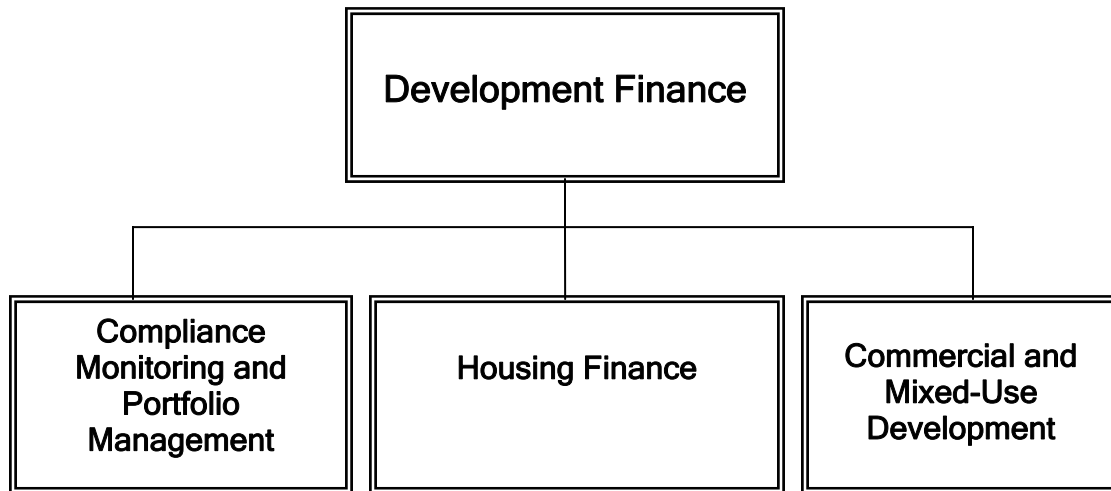 Development Finance
Compliance
Monitoring and
Portfolio
Management
Housing Finance
Commercial and
Mixed-Use
Development